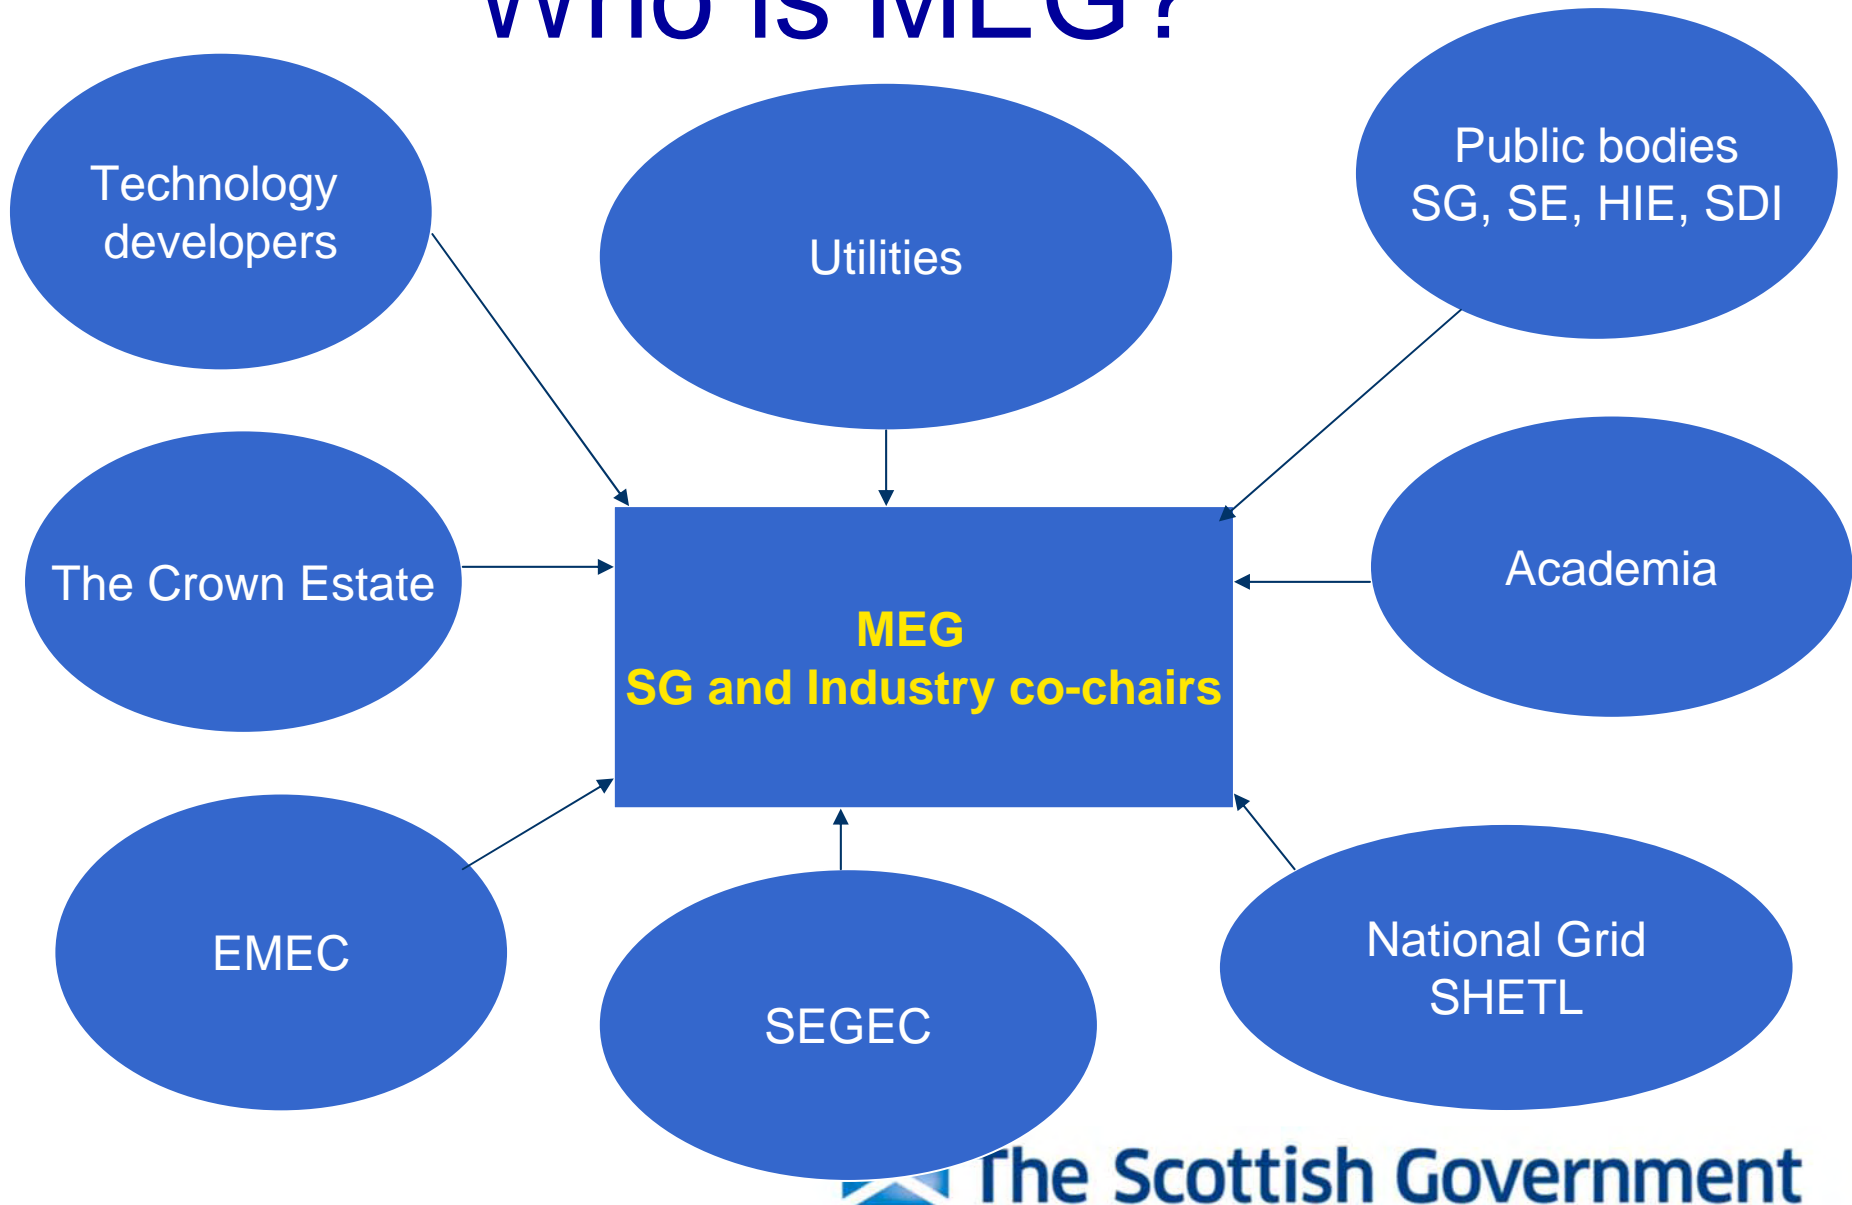 Who is MEG?
Technology
developers
Utilities
Public bodies
SG, SE, HIE, SDI
The Crown Estate
MEG
SG and Industry co-chairs
Academia
EMEC
SEGEC
National Grid
SHETL
The Scottish Government